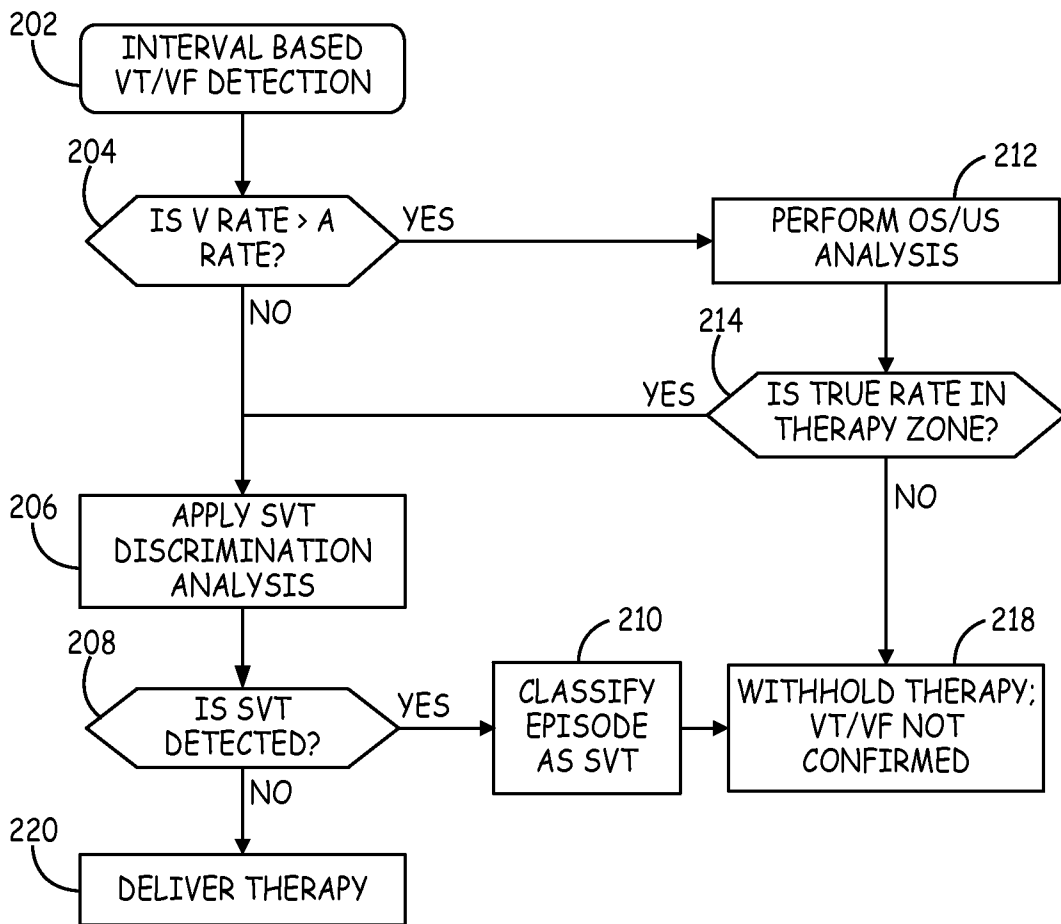 202
INTERVAL BASED
VT/VF DETECTION
204
IS V RATE > A
RATE?
YES
NO
212
PERFORM OS/US
ANALYSIS
214
IS TRUE RATE IN
THERAPY ZONE?
YES
NO
206
APPLY SVT
DISCRIMINATION
ANALYSIS
208
IS SVT
DETECTED?
YES
NO
210
CLASSIFY
EPISODE
AS SVT
218
WITHHOLD THERAPY;
VT/VF NOT
CONFIRMED
220
DELIVER THERAPY